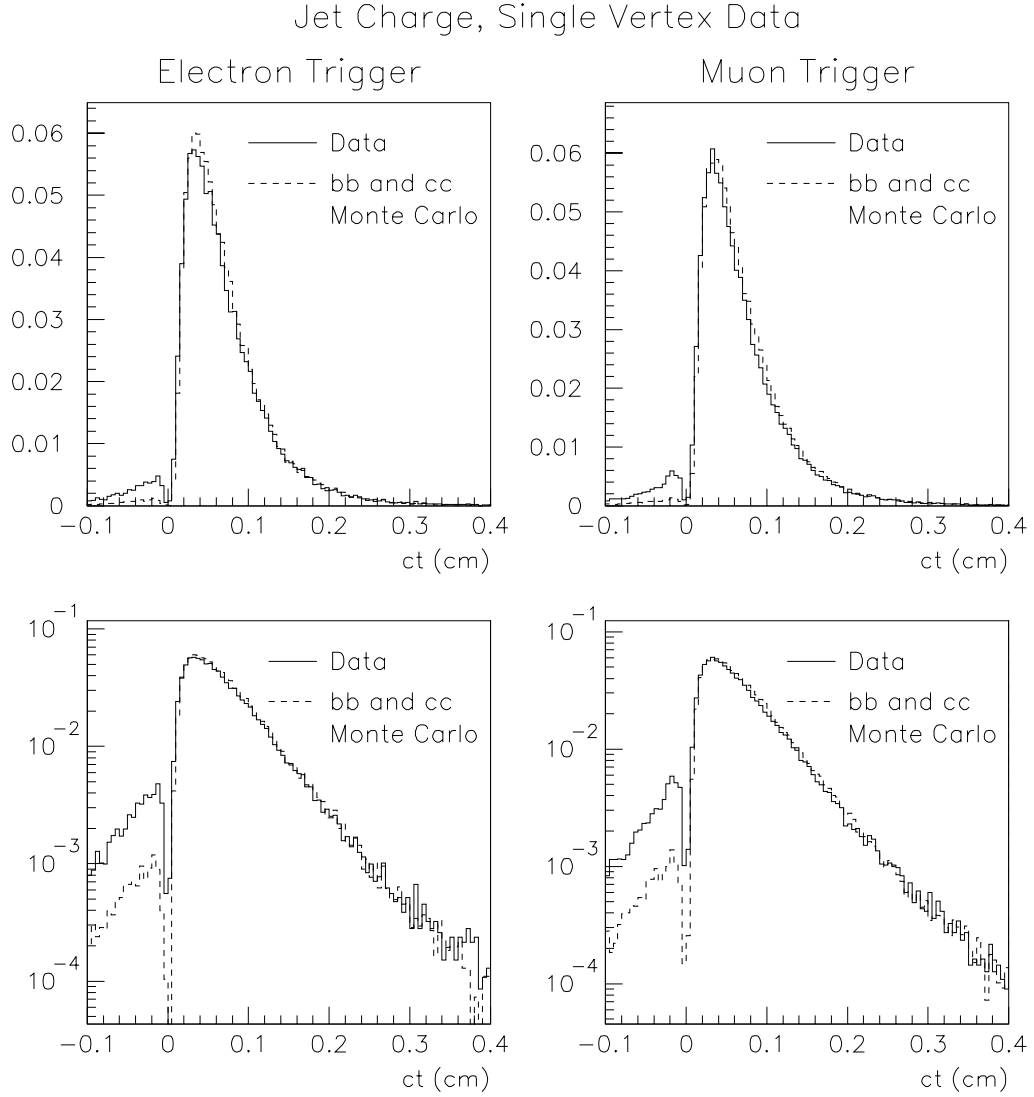 Jet Charge, Single Vertex Data
Electron Trigger
Muon Trigger
0.06
0.05
0.04
0.03
0.02
0.01
0
Data
bb and cc
Monte Carlo
-0.1 0 0.1 0.2 0.3 0.4
ct (cm)
0.06
0.05
0.04
0.03
0.02
0.01
0
Data
bb and cc
Monte Carlo
-0.1 0 0.1 0.2 0.3 0.4
ct (cm)
10⁻¹
10⁻²
10⁻³
10⁻⁴
Data
bb and cc
Monte Carlo
-0.1 0 0.1 0.2 0.3 0.4
ct (cm)
10⁻¹
10⁻²
10⁻³
10⁻⁴
Data
bb and cc
Monte Carlo
-0.1 0 0.1 0.2 0.3 0.4
ct (cm)